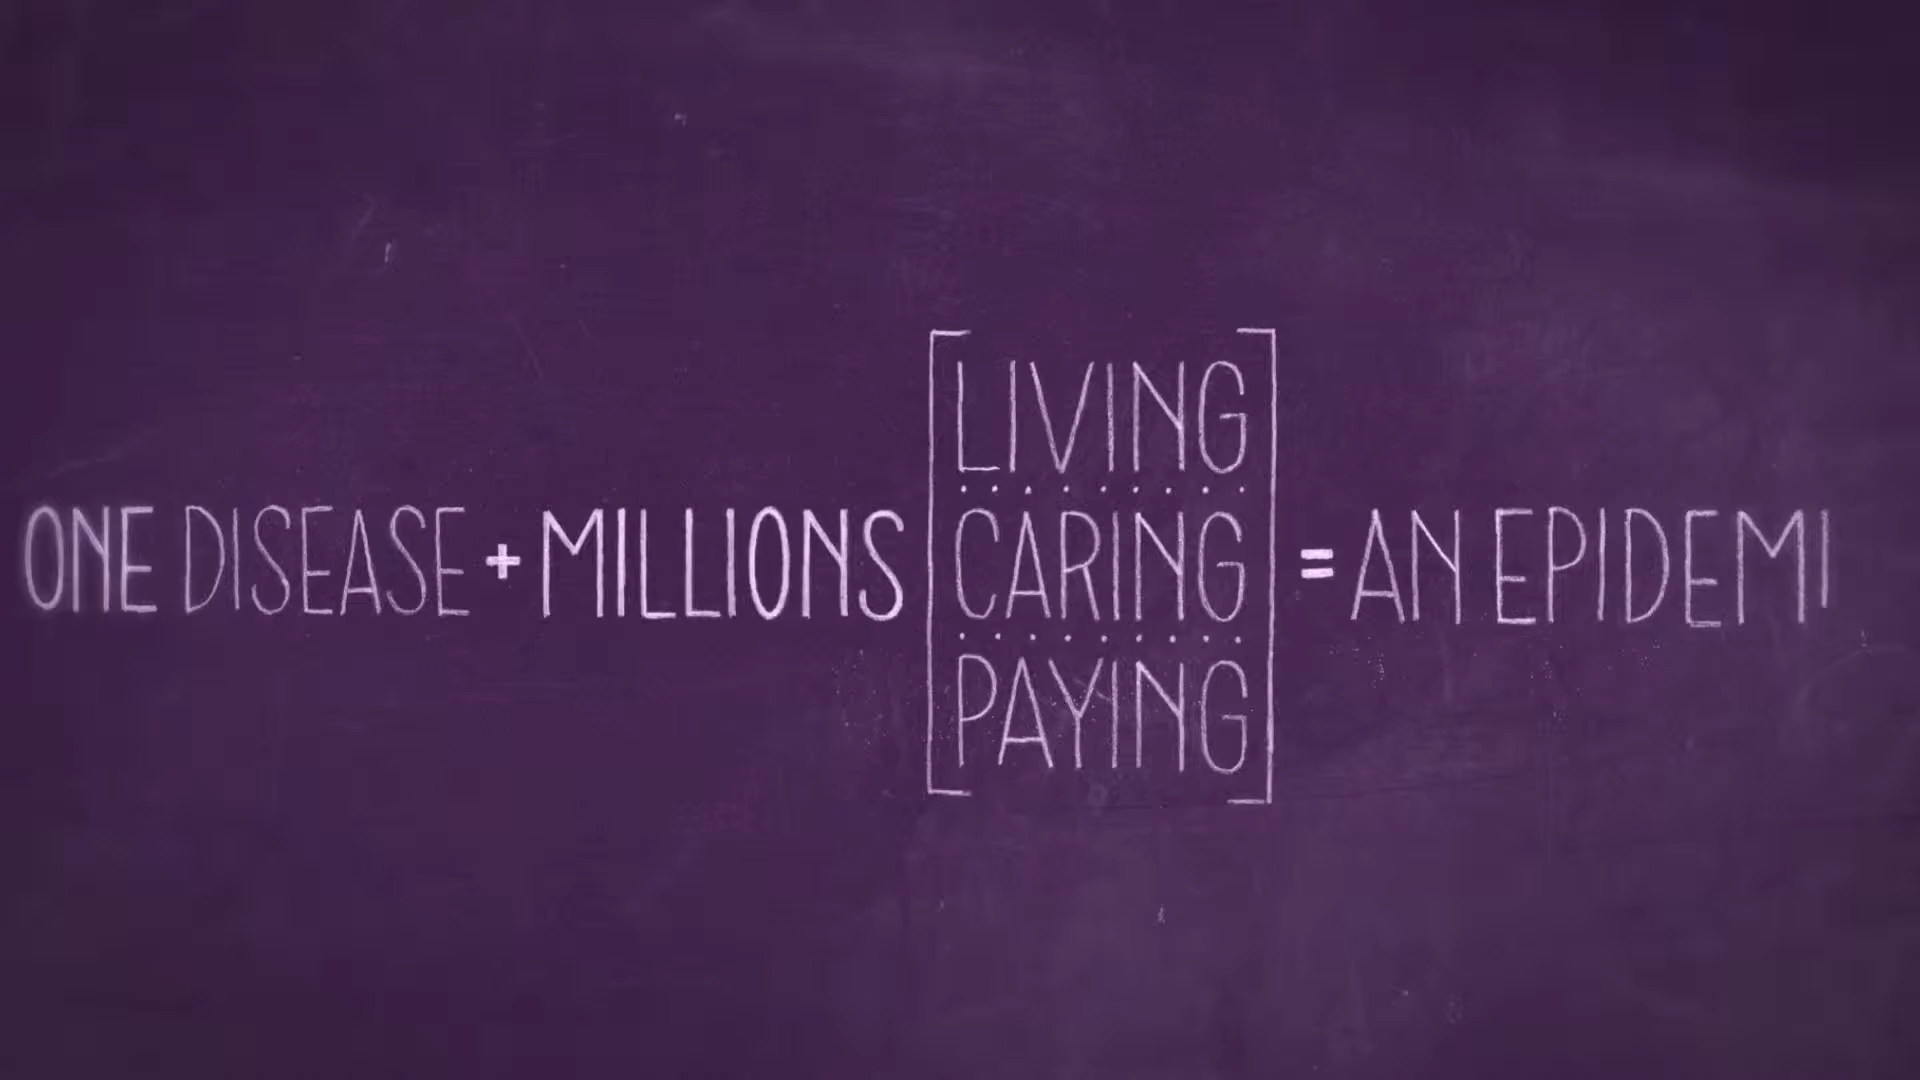 LIVING
ONE DISEASE + MILLIONS [CARING] = AN EPIDEMI
PAYING